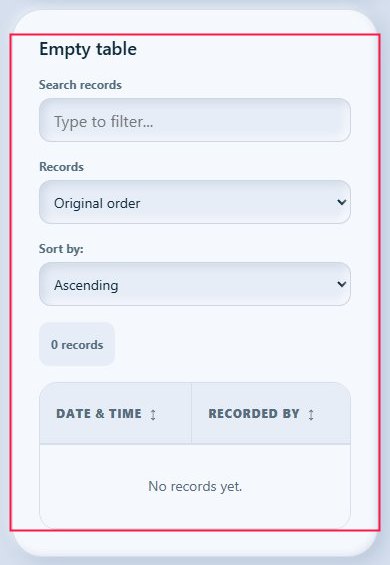 Empty table
Search records
Type to filter...
Records
Original order
Sort by:
Ascending
0 records
DATE & TIME ↕ RECORDED BY ↕
No records yet.